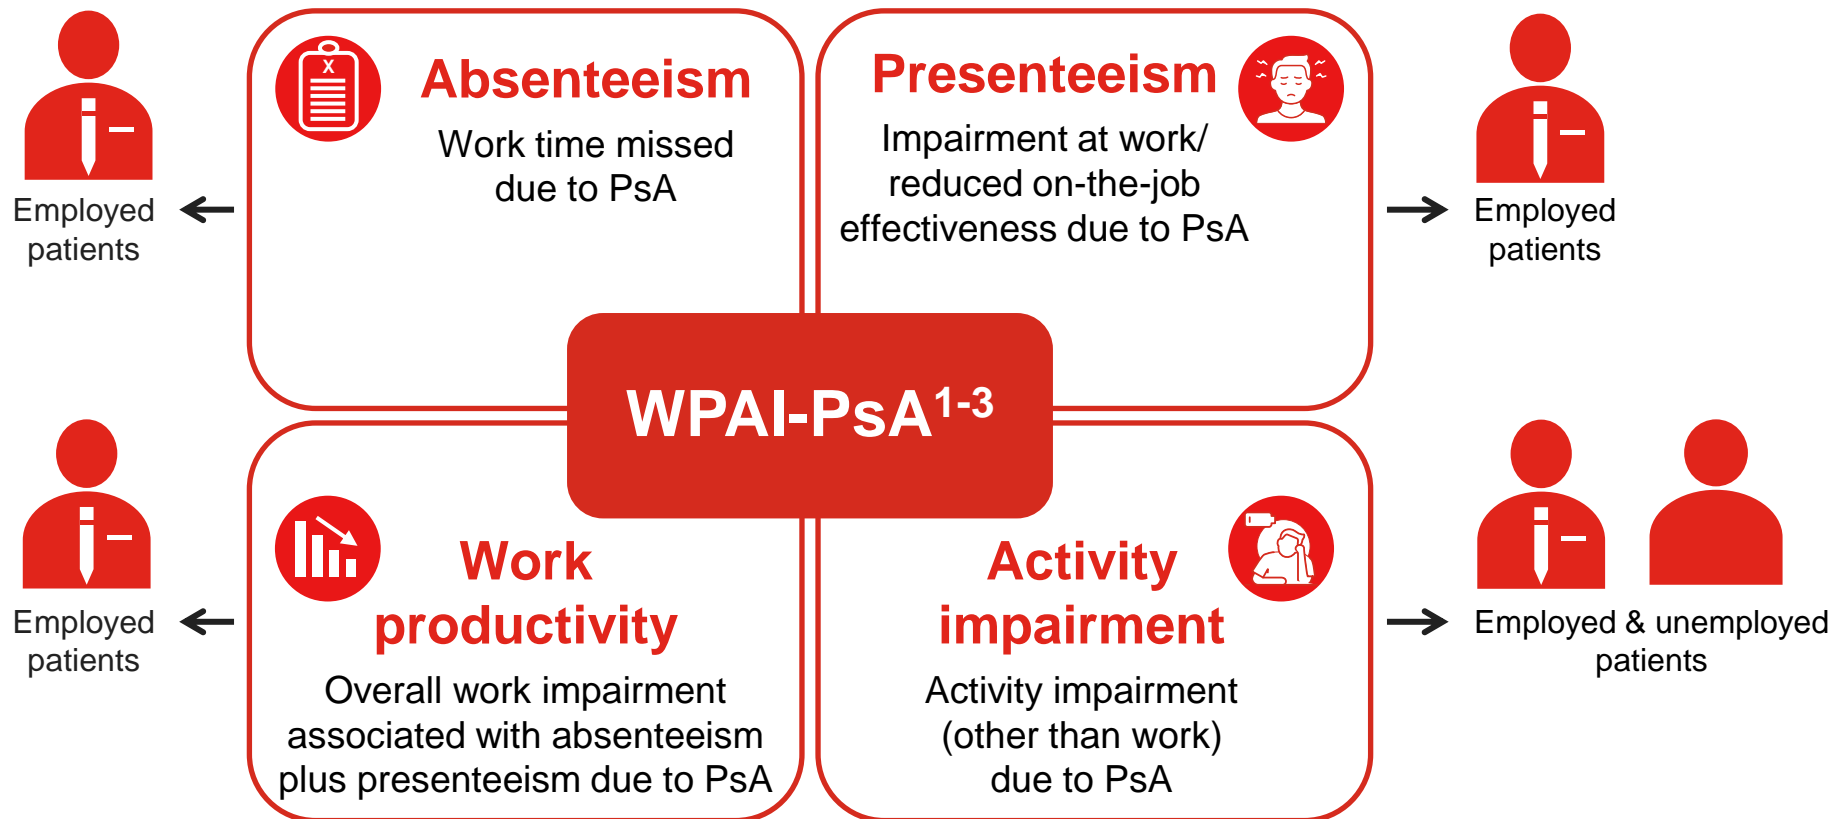 X
Absenteeism
Work time missed
due to PsA
Employed
patients
Presenteeism
Impairment at work/
reduced on-the-job
effectiveness due to PsA
Employed
patients
WPAI-PsA¹⁻³
Work
productivity
Overall work impairment
associated with absenteeism
plus presenteeism due to PsA
Employed
patients
Activity
impairment
Activity impairment
(other than work)
due to PsA
Employed & unemployed
patients